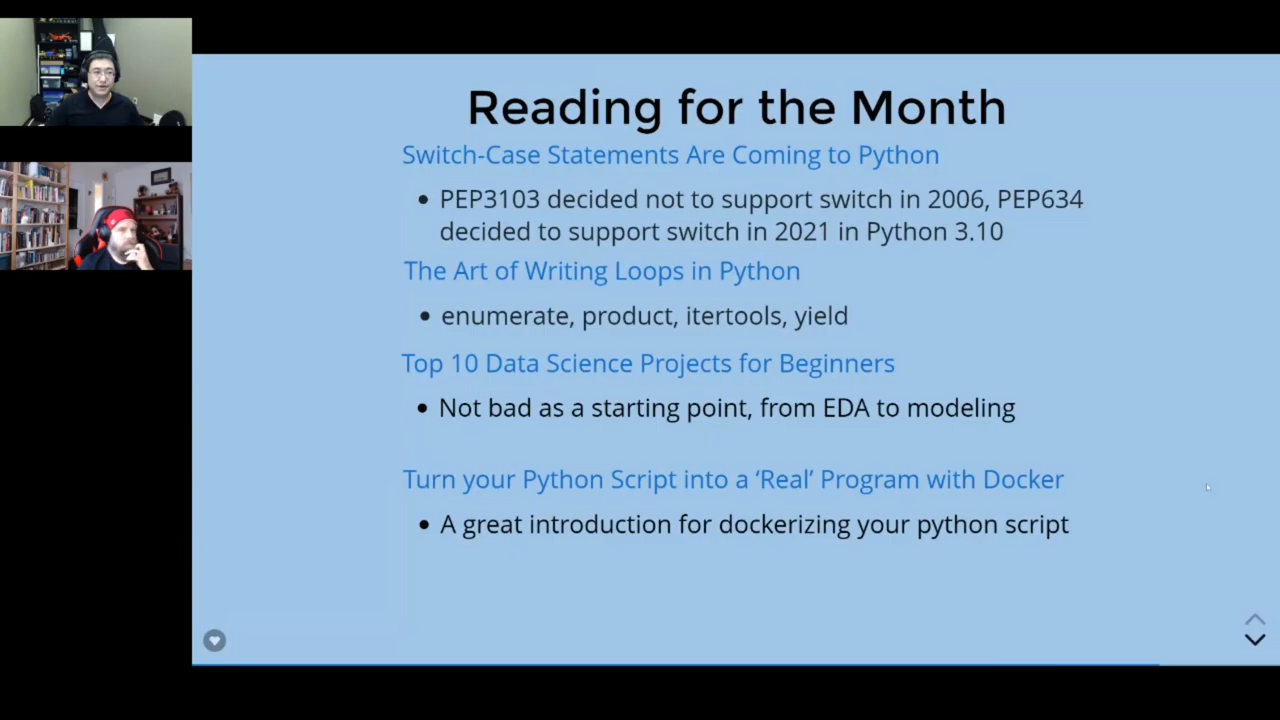 Reading for the Month
Switch-Case Statements Are Coming to Python
• PEP3103 decided not to support switch in 2006, PEP634
decided to support switch in 2021 in Python 3.10
The Art of Writing Loops in Python
• enumerate, product, itertools, yield
Top 10 Data Science Projects for Beginners
• Not bad as a starting point, from EDA to modeling
Turn your Python Script into a ‘Real’ Program with Docker
• A great introduction for dockerizing your python script